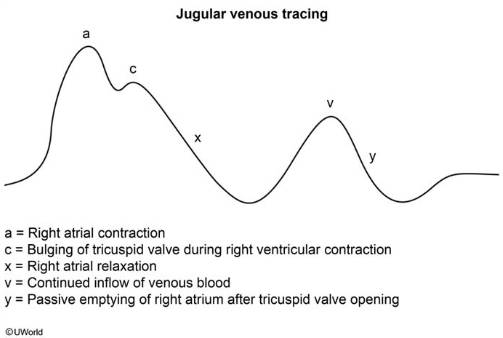 Jugular venous tracing
a
c
v
x
y
a = Right atrial contraction
c = Bulging of tricuspid valve during right ventricular contraction
x = Right atrial relaxation
v = Continued inflow of venous blood
y = Passive emptying of right atrium after tricuspid valve opening
©UWorld